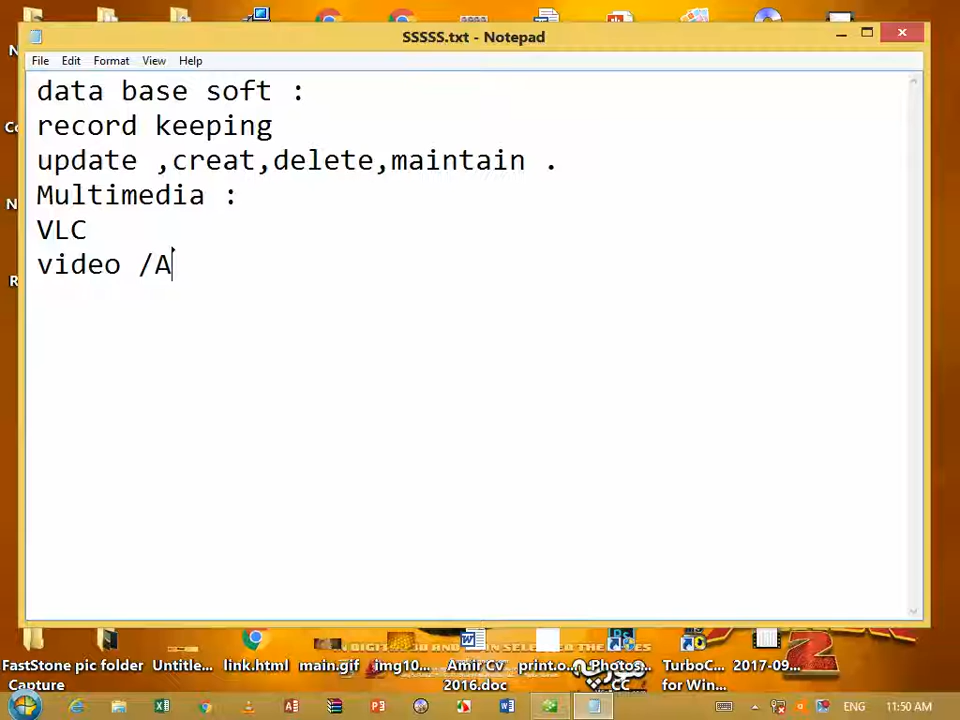 SSSSS.txt - Notepad
File Edit Format View Help
data base soft :
record keeping
update ,creat,delete,maintain .
Multimedia :
VLC
video /A
FastStone Capture
pic folder
Untitle...
link.html
main.gif
img10...
Amir Cv 2016.doc
print.o...
Photos... CC
TurboC... for Win...
2017-09...
ENG
11:50 AM